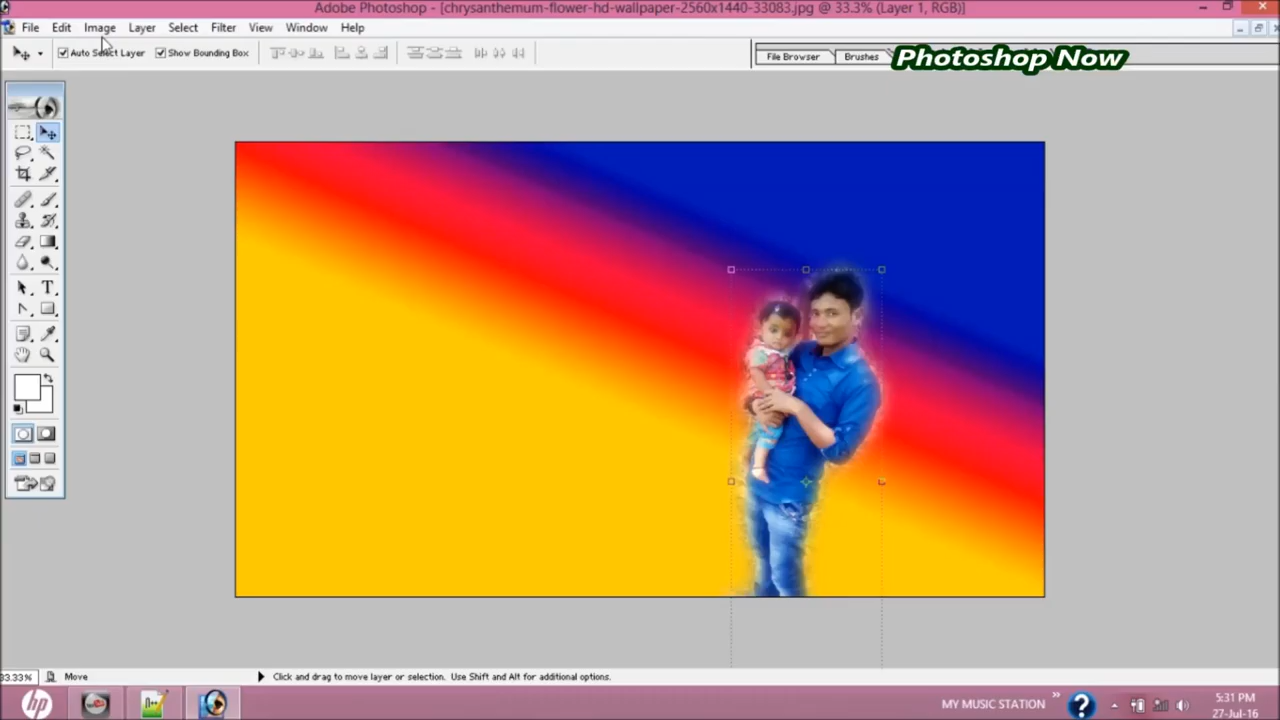 Adobe Photoshop - [chrysanthemum-flower-hd-wallpaper-2560x1440-33083.jpg @ 33.3% (Layer 1, RGB)]
File Edit Image Layer Select Filter View Window Help
Auto Select Layer Show Bounding Box
File Browser Brushes
Photoshop Now
T
33.33% Move Click and drag to move layer or selection. Use Shift and Alt for additional options.
hp MY MUSIC STATION 5:31 PM
27-Jul-16